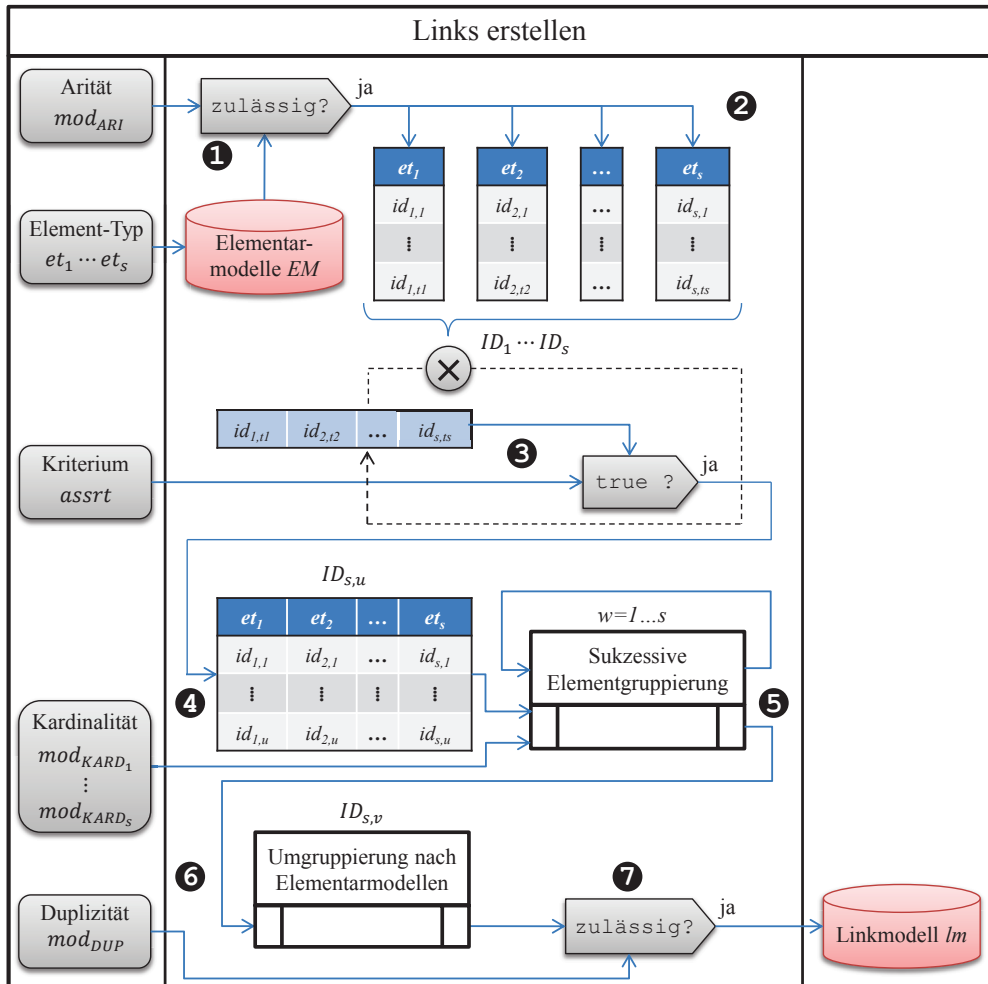 Links erstellen
Arität
mod_ARI
zulässig?
ja
❶
❷
et_1 et_2 ... et_s
id_1,1 id_2,1 ... id_s,1
⁞ ⁞ ⁞ ⁞
id_1,t1 id_2,t2 ... id_s,ts
Element-Typ
et_1 ⋯ et_s
Elementar-
modelle EM
ID_1 ⋯ ID_s
×
id_1,t1 id_2,t2 ... id_s,ts
❸
Kriterium
assrt
true ?
ja
ID_s,u
et_1 et_2 ... et_s
id_1,1 id_2,1 ... id_s,1
⁞ ⁞ ⁞ ⁞
id_1,u id_2,u ... id_s,u
❹
w=1...s
Sukzessive
Elementgruppierung
❺
Kardinalität
mod_KARD_1
⋮
mod_KARD_s
ID_s,v
❻
Umgruppierung nach
Elementarmodellen
❼
zulässig?
ja
Duplizität
mod_DUP
Linkmodell lm